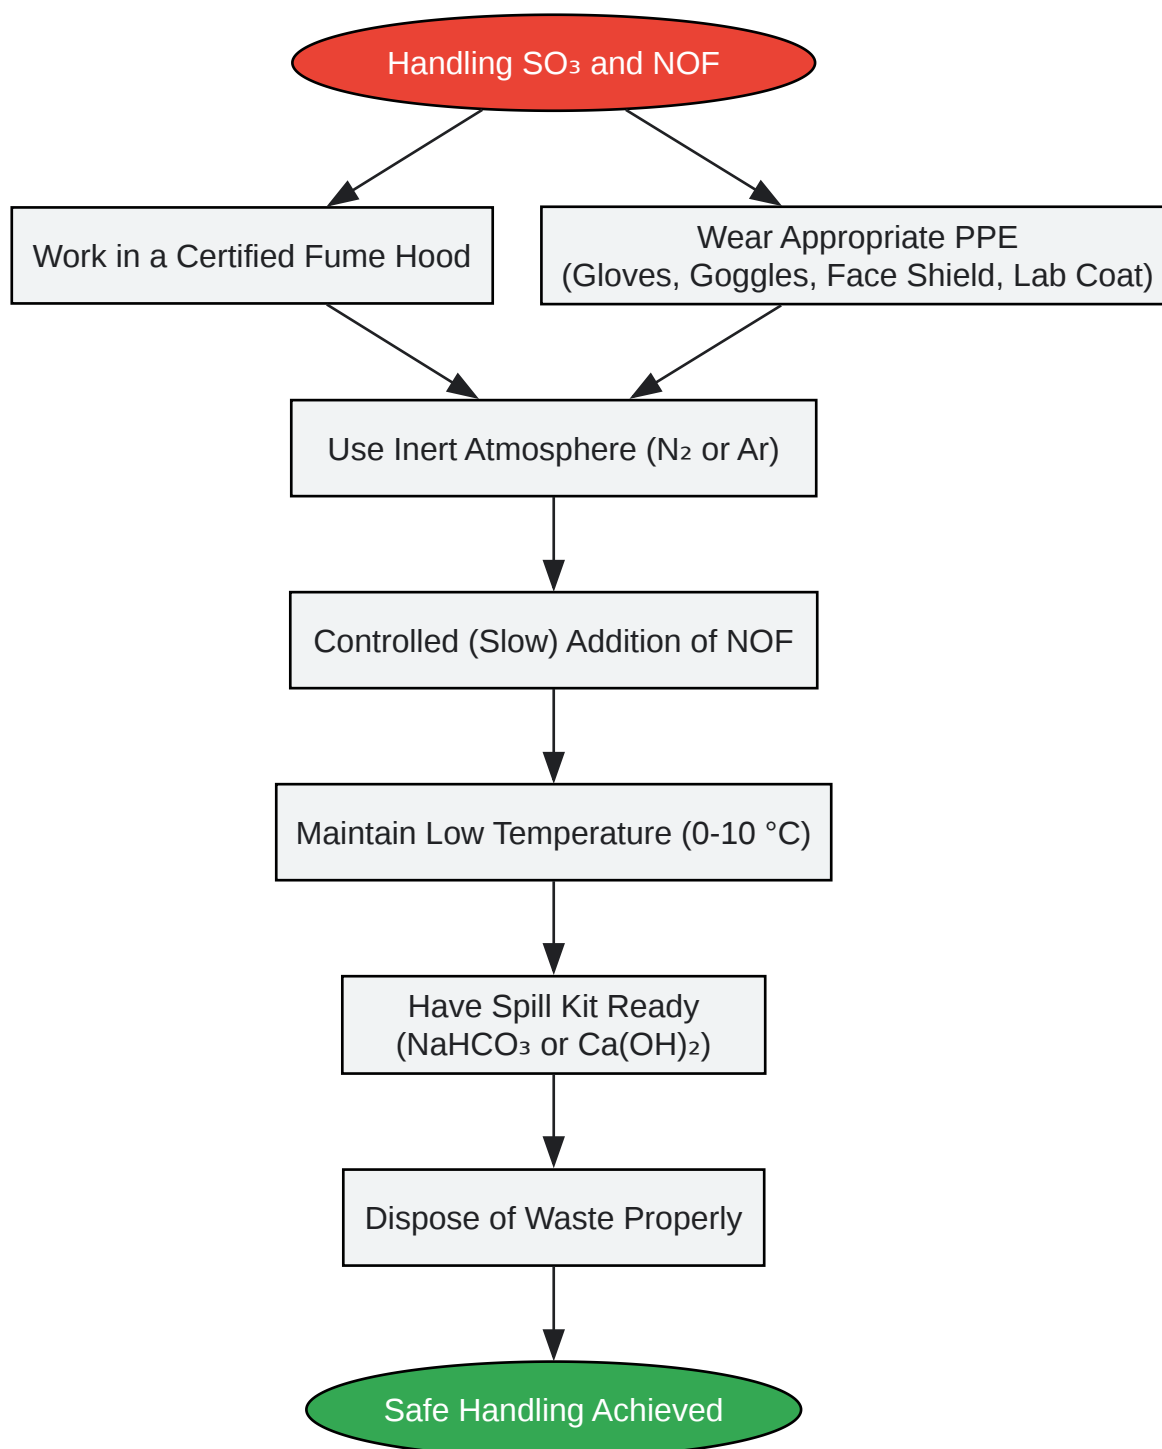 Handling SO₃ and NOF
Work in a Certified Fume Hood
Wear Appropriate PPE
(Gloves, Goggles, Face Shield, Lab Coat)
Use Inert Atmosphere (N₂ or Ar)
Controlled (Slow) Addition of NOF
Maintain Low Temperature (0-10 °C)
Have Spill Kit Ready
(NaHCO₃ or Ca(OH)₂)
Dispose of Waste Properly
Safe Handling Achieved